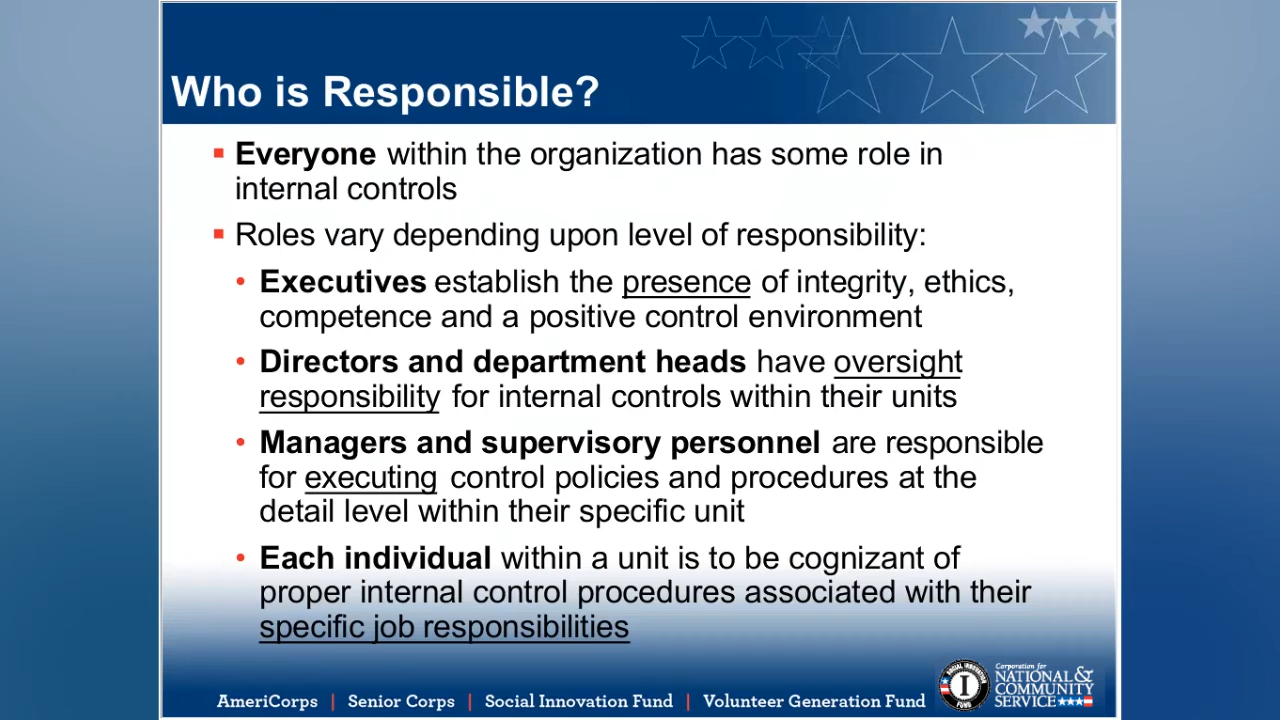 Who is Responsible?
Everyone within the organization has some role in
internal controls
Roles vary depending upon level of responsibility:
Executives establish the presence of integrity, ethics,
competence and a positive control environment
Directors and department heads have oversight
responsibility for internal controls within their units
Managers and supervisory personnel are responsible
for executing control policies and procedures at the
detail level within their specific unit
Each individual within a unit is to be cognizant of
proper internal control procedures associated with their
specific job responsibilities
AmeriCorps | Senior Corps | Social Innovation Fund | Volunteer Generation Fund
SOCIAL INNOVATION
I
FUND
Corporation for
NATIONAL &
COMMUNITY
SERVICE